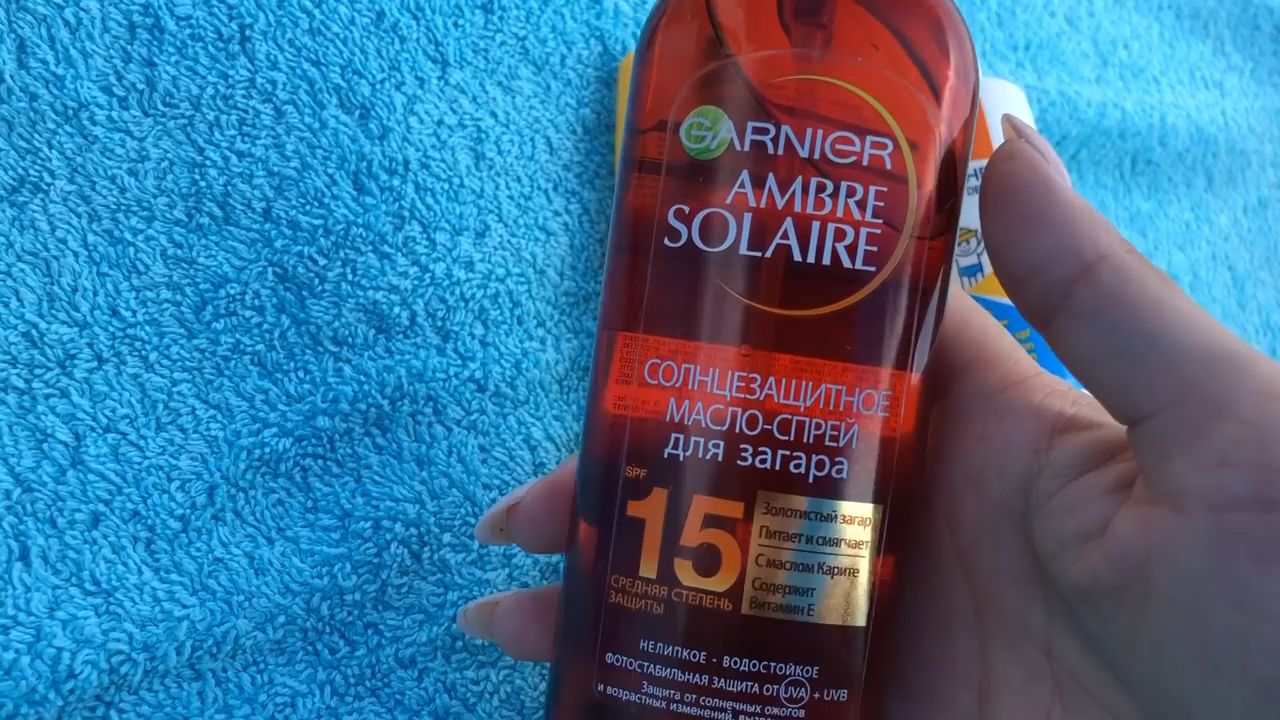 GARNIER
AMBRE
SOLAIRE
СОЛНЦЕЗАЩИТНОЕ
МАСЛО-СПРЕЙ
для загара
SPF
15
СРЕДНЯЯ СТЕПЕНЬ
ЗАЩИТЫ
Золотистый загар
Питает и смягчает
С маслом Карите
Содержит
Витамин Е
НЕЛИПКОЕ - ВОДОСТОЙКОЕ
ФОТОСТАБИЛЬНАЯ ЗАЩИТА ОТ UVA + UVB
Защита от солнечных ожогов
и возрастных изменений,